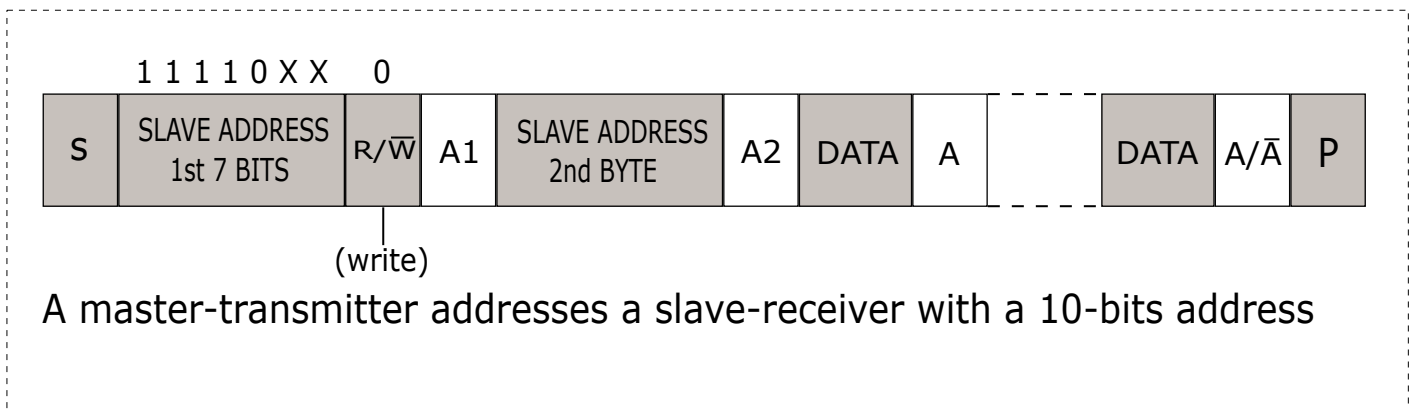 1 1 1 1 0 X X 0
S SLAVE ADDRESS 1st 7 BITS R/W̅ A1 SLAVE ADDRESS 2nd BYTE A2 DATA A DATA A/A̅ P
(write)
A master-transmitter addresses a slave-receiver with a 10-bits address